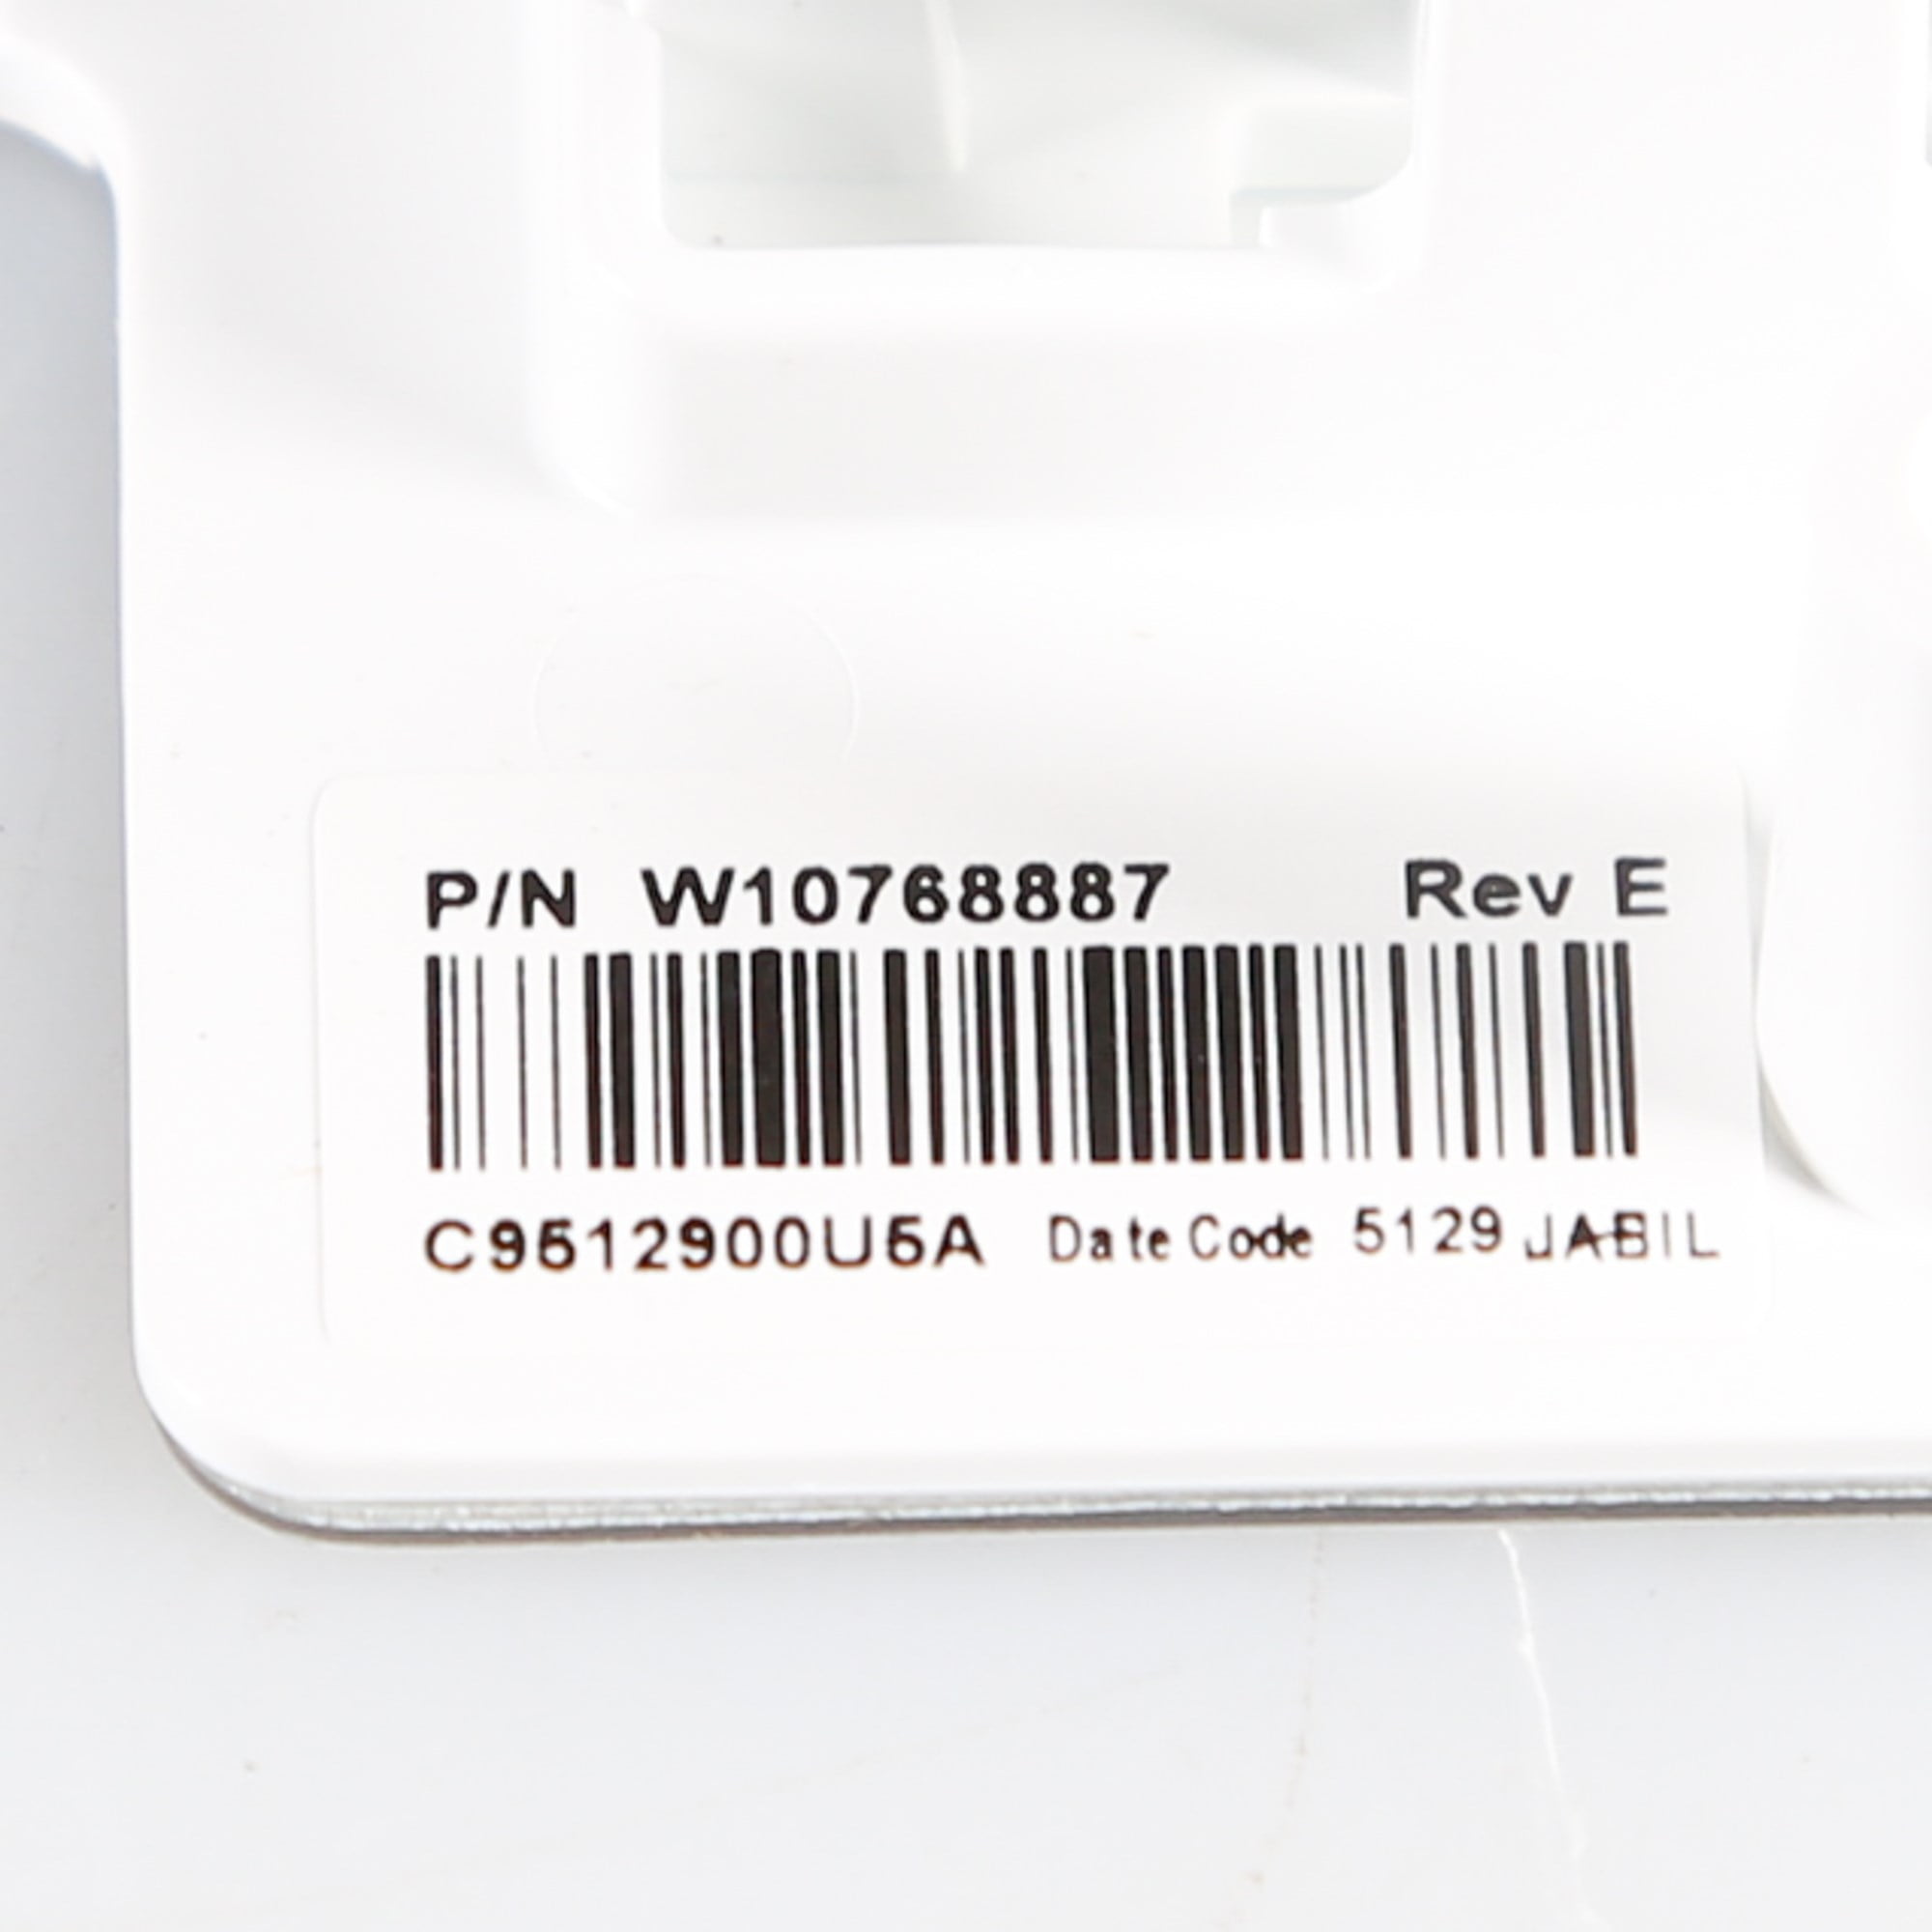 P/N W10768887 Rev E
C9512900U5A Date Code 5129 JABIL